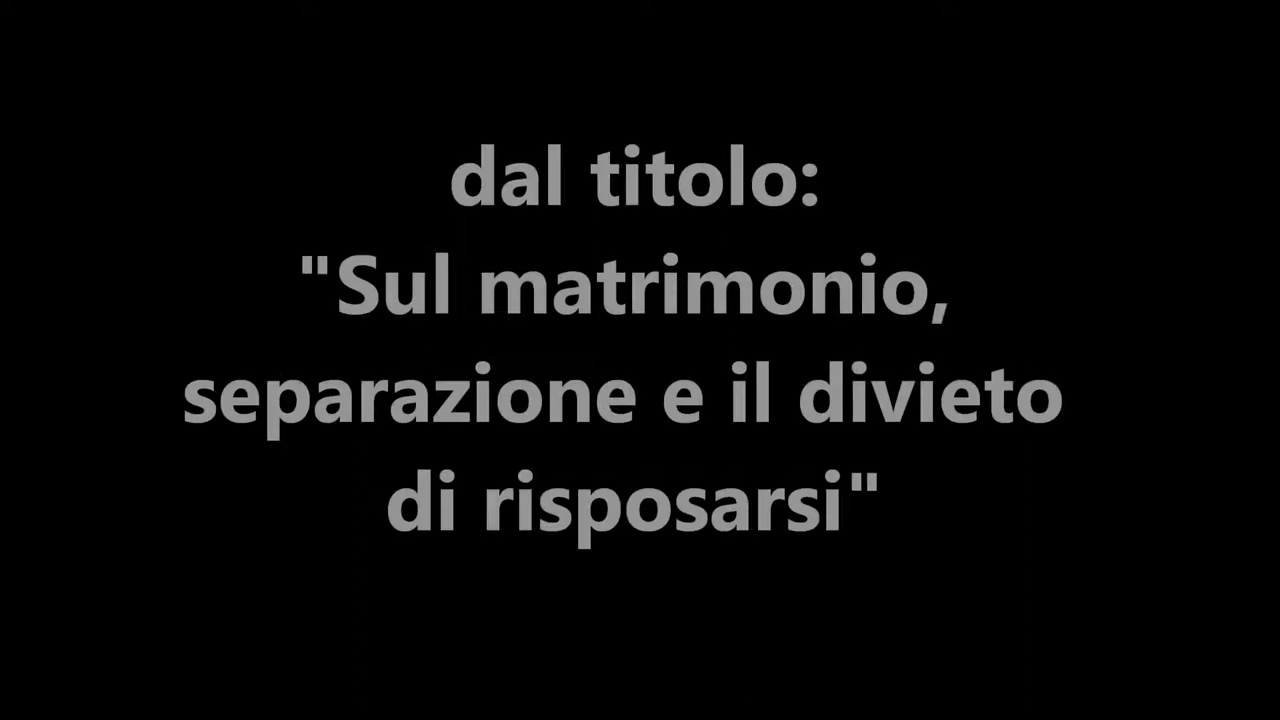 dal titolo:
"Sul matrimonio,
separazione e il divieto
di risposarsi"